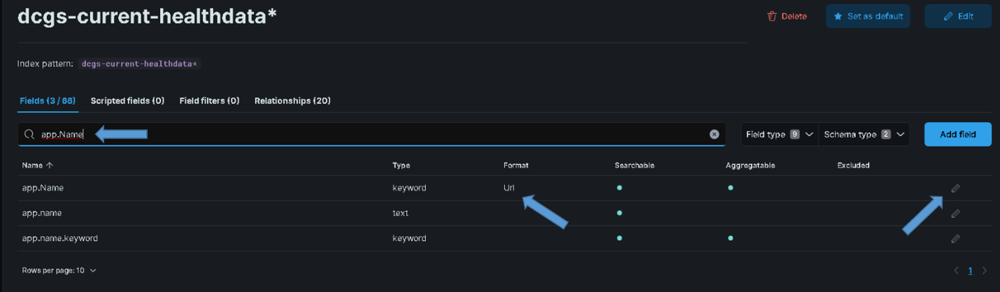 dcgs-current-healthdata*
Delete
Set as default
Edit
Index pattern: dcgs-current-healthdata*
Fields (3 / 66) Scripted fields (0) Field filters (0) Relationships (20)
app.Name
Field type 9 Schema type 2 Add field
Name Type Format Searchable Aggregatable Excluded
app.Name keyword Url
app.name text
app.name.keyword keyword
Rows per page: 10
1